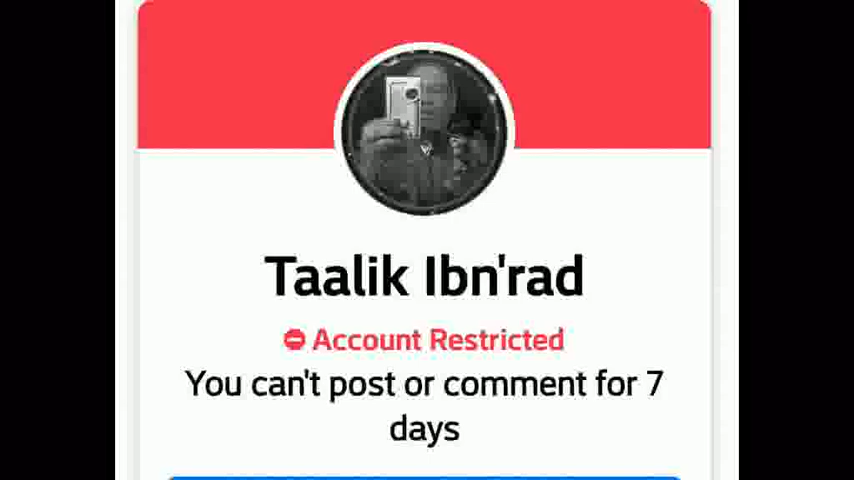 Taalik Ibn'rad
Account Restricted
You can't post or comment for 7
days